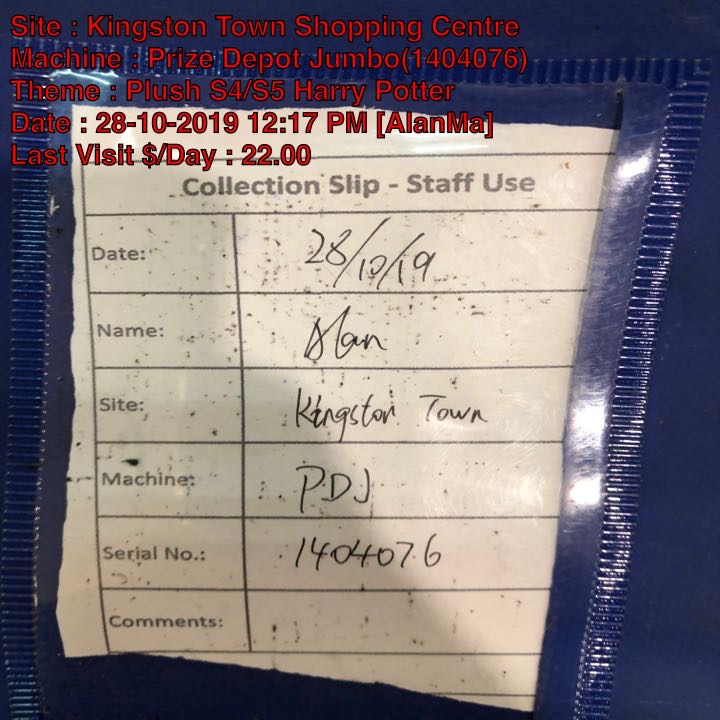 Site : Kingston Town Shopping Centre
Machine : Prize Depot Jumbo(1404076)
Theme : Plush S4/S5 Harry Potter
Date : 28-10-2019 12:17 PM [AlanMa]
Last Visit $/Day : 22.00
Collection Slip - Staff Use
Date: 28/10/19
Name: Alan
Site: Kingston Town
Machine: PDJ
Serial No.: 1404076
Comments: